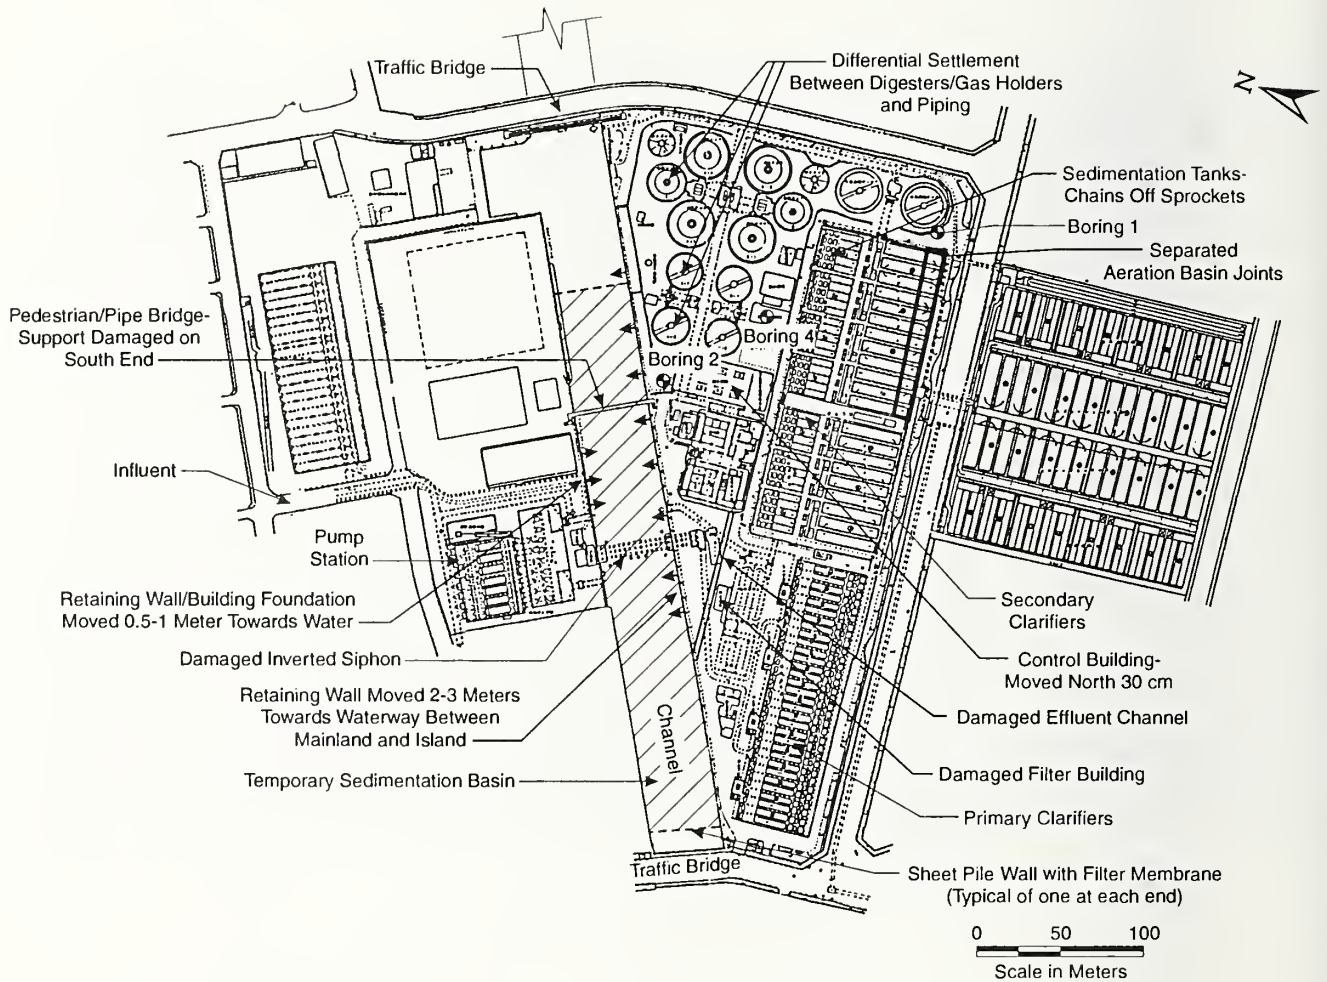 Traffic Bridge
Differential Settlement
Between Digesters/Gas Holders
and Piping
N
Sedimentation Tanks-
Chains Off Sprockets
Boring 1
Separated
Aeration Basin Joints
Pedestrian/Pipe Bridge-
Support Damaged on
South End
Boring 4
Boring 2
Influent
Pump
Station
Retaining Wall/Building Foundation
Moved 0.5-1 Meter Towards Water
Secondary
Clarifiers
Damaged Inverted Siphon
Control Building-
Moved North 30 cm
Retaining Wall Moved 2-3 Meters
Towards Waterway Between
Mainland and Island
Channel
Damaged Effluent Channel
Temporary Sedimentation Basin
Damaged Filter Building
Primary Clarifiers
Traffic Bridge
Sheet Pile Wall with Filter Membrane
(Typical of one at each end)
0 50 100
Scale in Meters